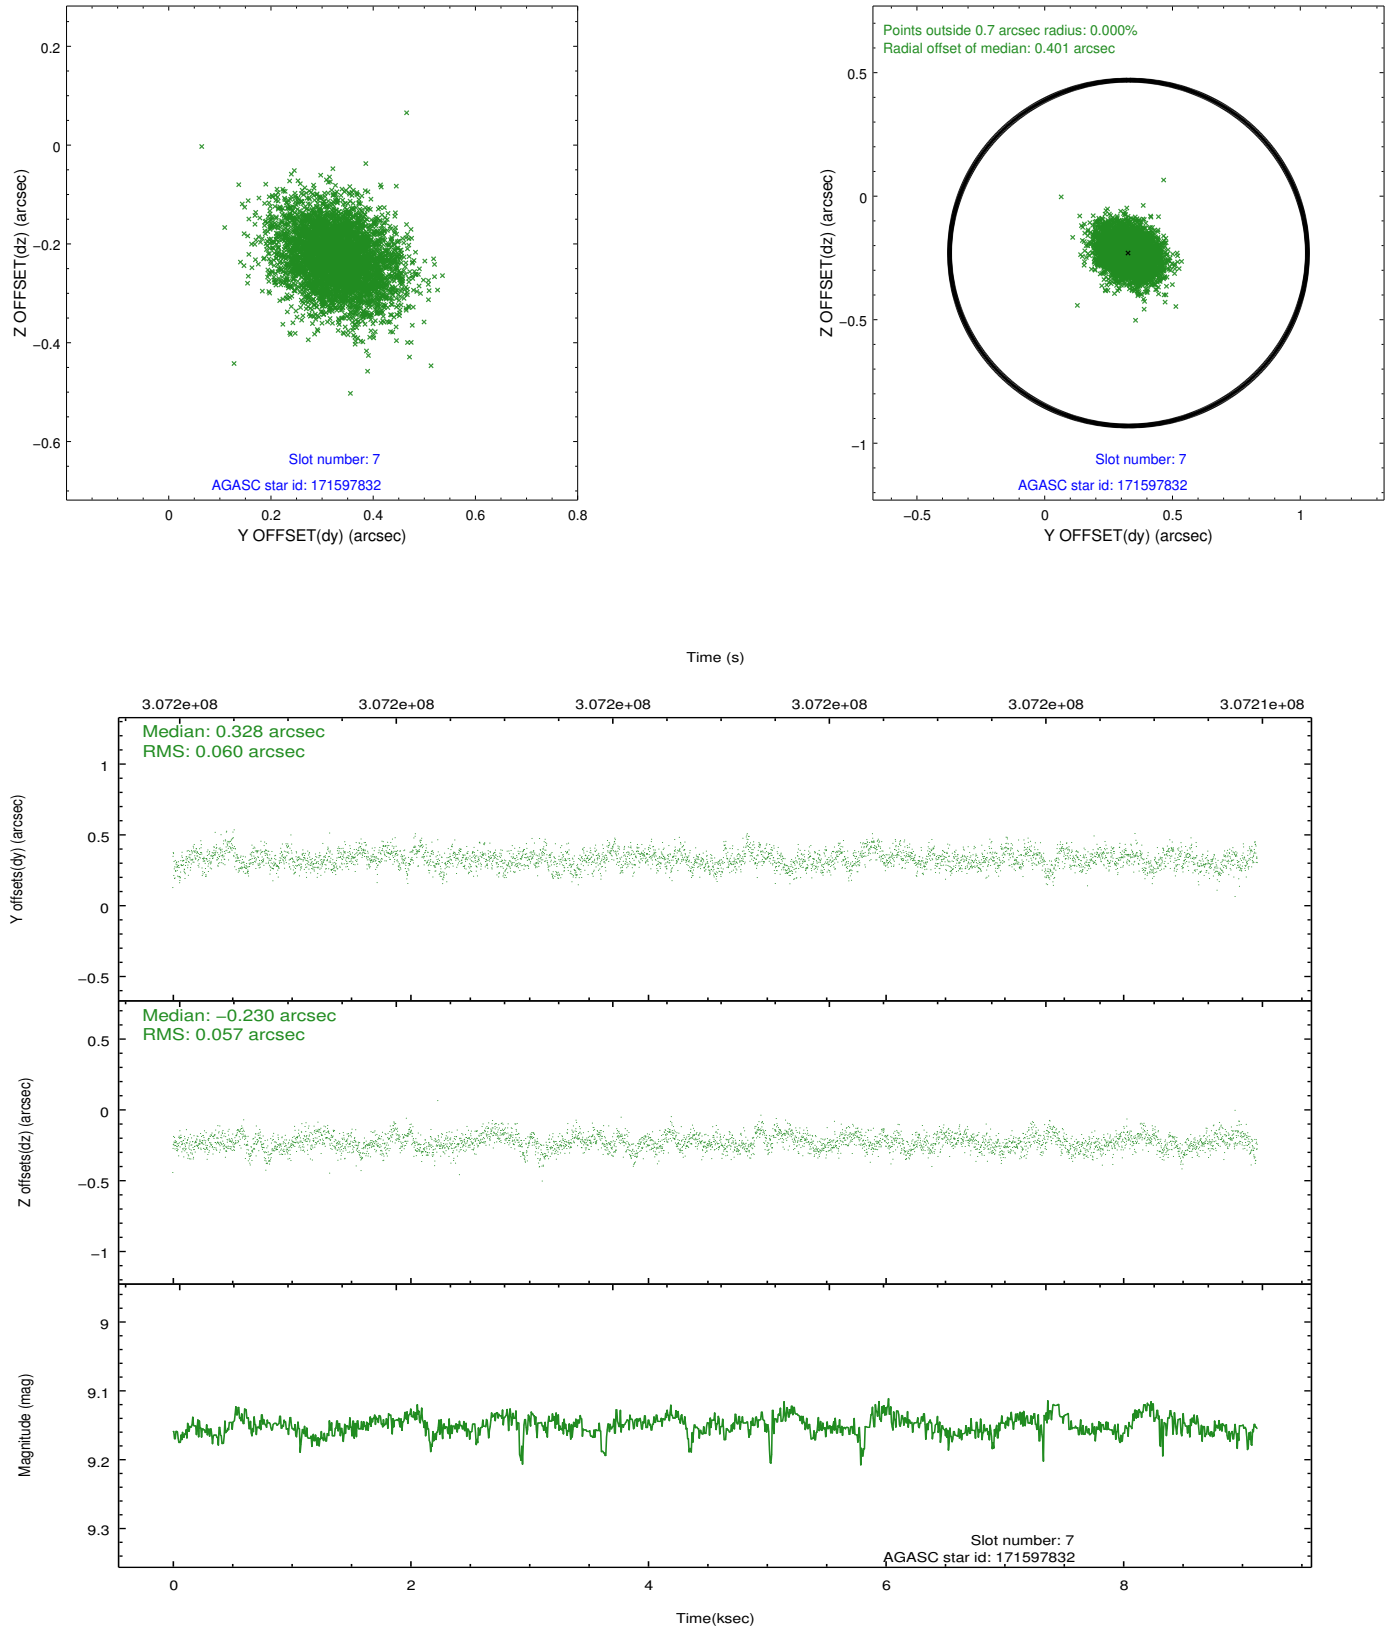 0.2
0
−0.2
−0.4
−0.6
Z OFFSET(dz) (arcsec)
Slot number: 7
AGASC star id: 171597832
0 0.2 0.4 0.6 0.8
Y OFFSET(dy) (arcsec)
Points outside 0.7 arcsec radius: 0.000%
Radial offset of median: 0.401 arcsec
0.5
0
−0.5
−1
Z OFFSET(dz) (arcsec)
Slot number: 7
AGASC star id: 171597832
−0.5 0 0.5 1
Y OFFSET(dy) (arcsec)
Time (s)
3.072e+08 3.072e+08 3.072e+08 3.072e+08 3.072e+08 3.0721e+08
Median: 0.328 arcsec
RMS: 0.060 arcsec
1
0.5
0
−0.5
Y offsets(dy) (arcsec)
Median: −0.230 arcsec
RMS: 0.057 arcsec
0.5
0
−0.5
−1
Z offsets(dz) (arcsec)
9
9.1
9.2
9.3
Magnitude (mag)
Slot number: 7
AGASC star id: 171597832
0 2 4 6 8
Time(ksec)